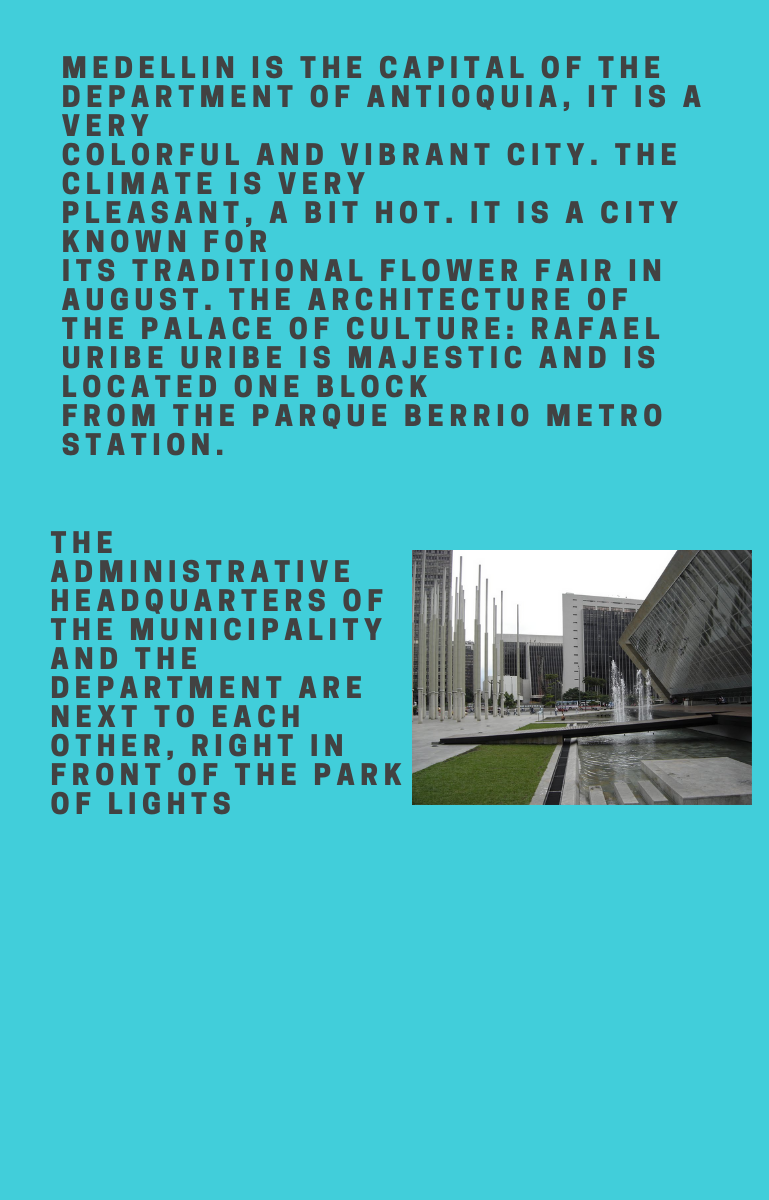 MEDELLIN IS THE CAPITAL OF THE
DEPARTMENT OF ANTIOQUIA, IT IS A
VERY
COLORFUL AND VIBRANT CITY. THE
CLIMATE IS VERY
PLEASANT, A BIT HOT. IT IS A CITY
KNOWN FOR
ITS TRADITIONAL FLOWER FAIR IN
AUGUST. THE ARCHITECTURE OF
THE PALACE OF CULTURE: RAFAEL
URIBE URIBE IS MAJESTIC AND IS
LOCATED ONE BLOCK
FROM THE PARQUE BERRIO METRO
STATION.
THE
ADMINISTRATIVE
HEADQUARTERS OF
THE MUNICIPALITY
AND THE
DEPARTMENT ARE
NEXT TO EACH
OTHER, RIGHT IN
FRONT OF THE PARK
OF LIGHTS